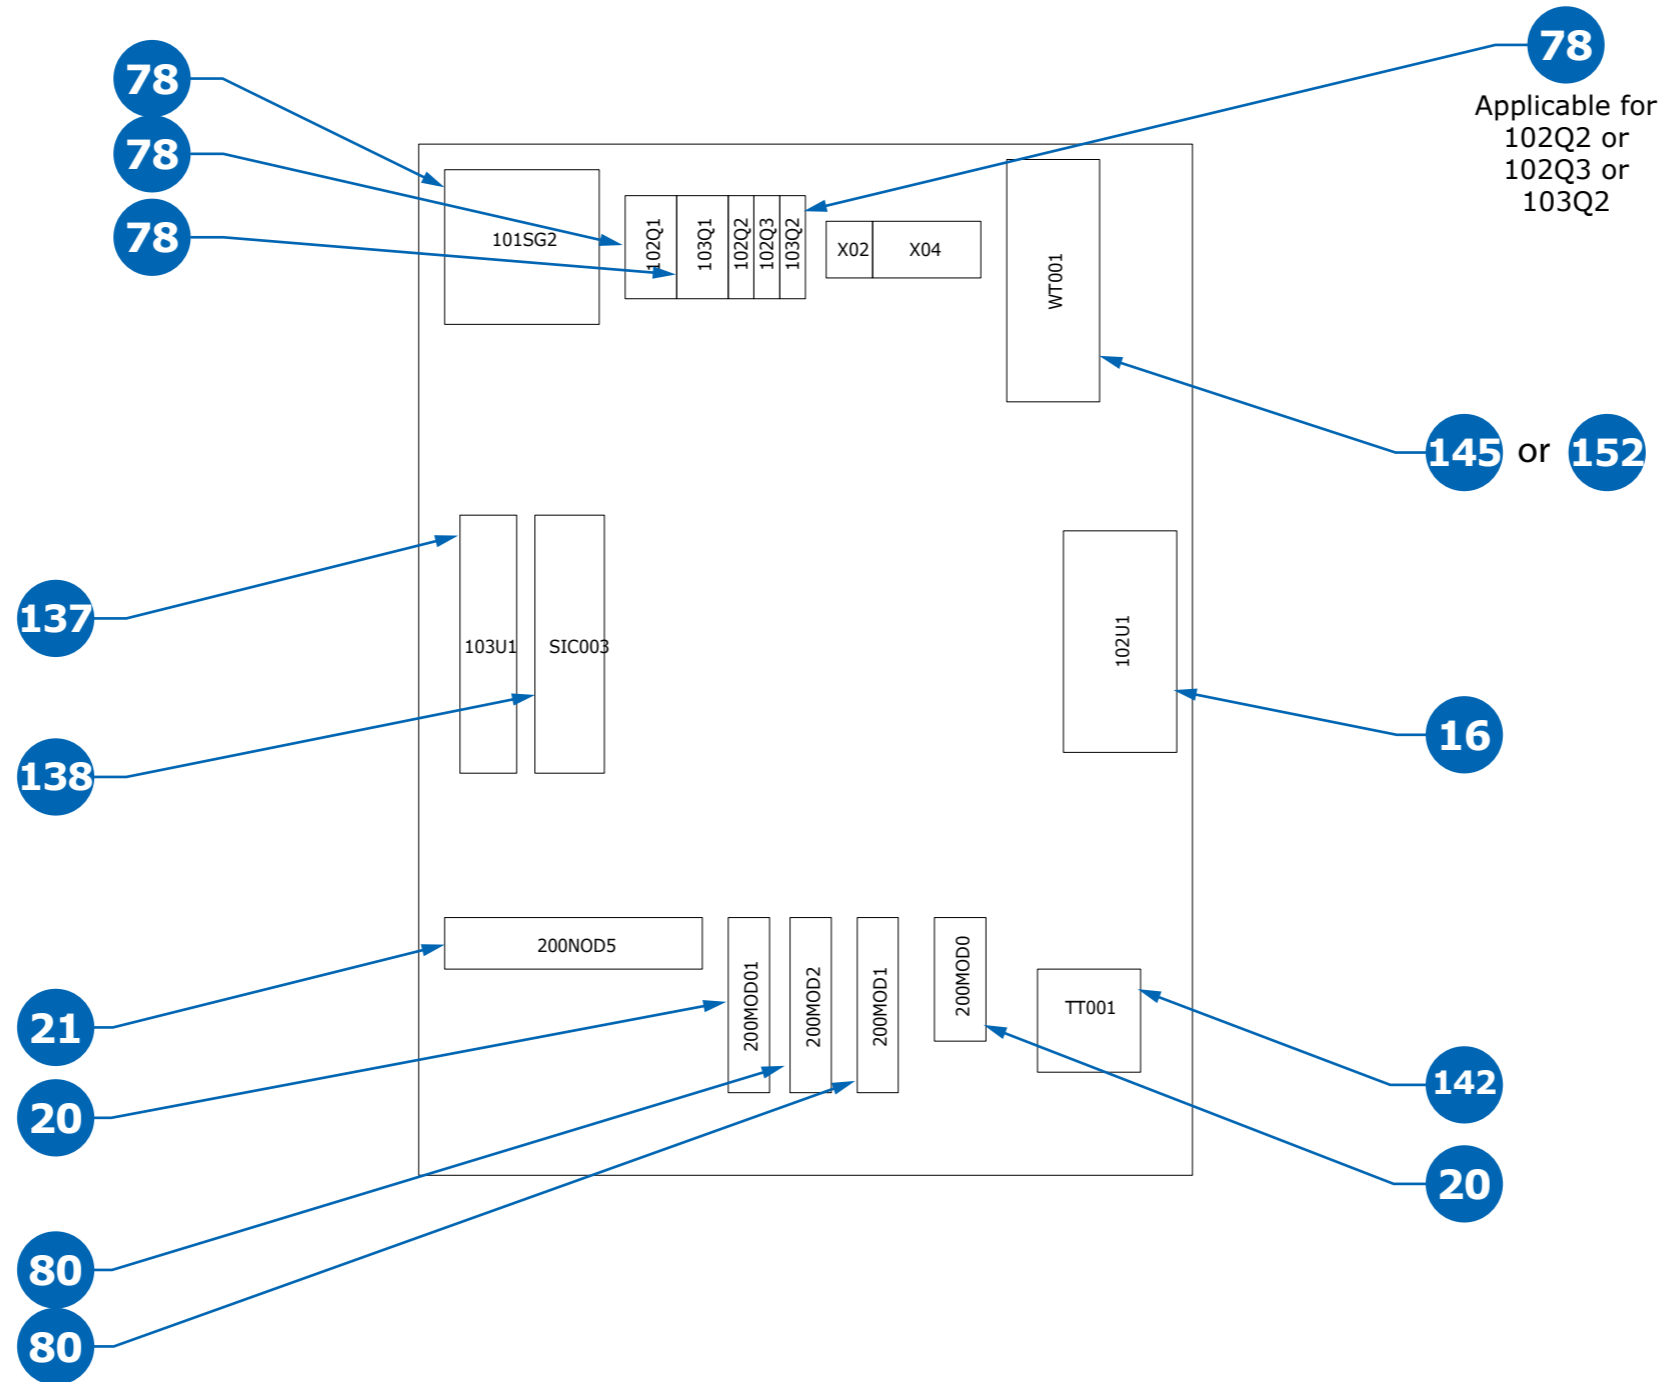 78
78
Applicable for
102Q2 or
102Q3 or
103Q2
78
78
101SG2
102Q1
103Q1
102Q2
102Q3
103Q2
X02
X04
WT001
145 or 152
137
103U1
SIC003
102U1
138
16
21
200NOD5
200MOD01
200MOD2
200MOD1
200MOD0
TT001
20
142
20
80
80